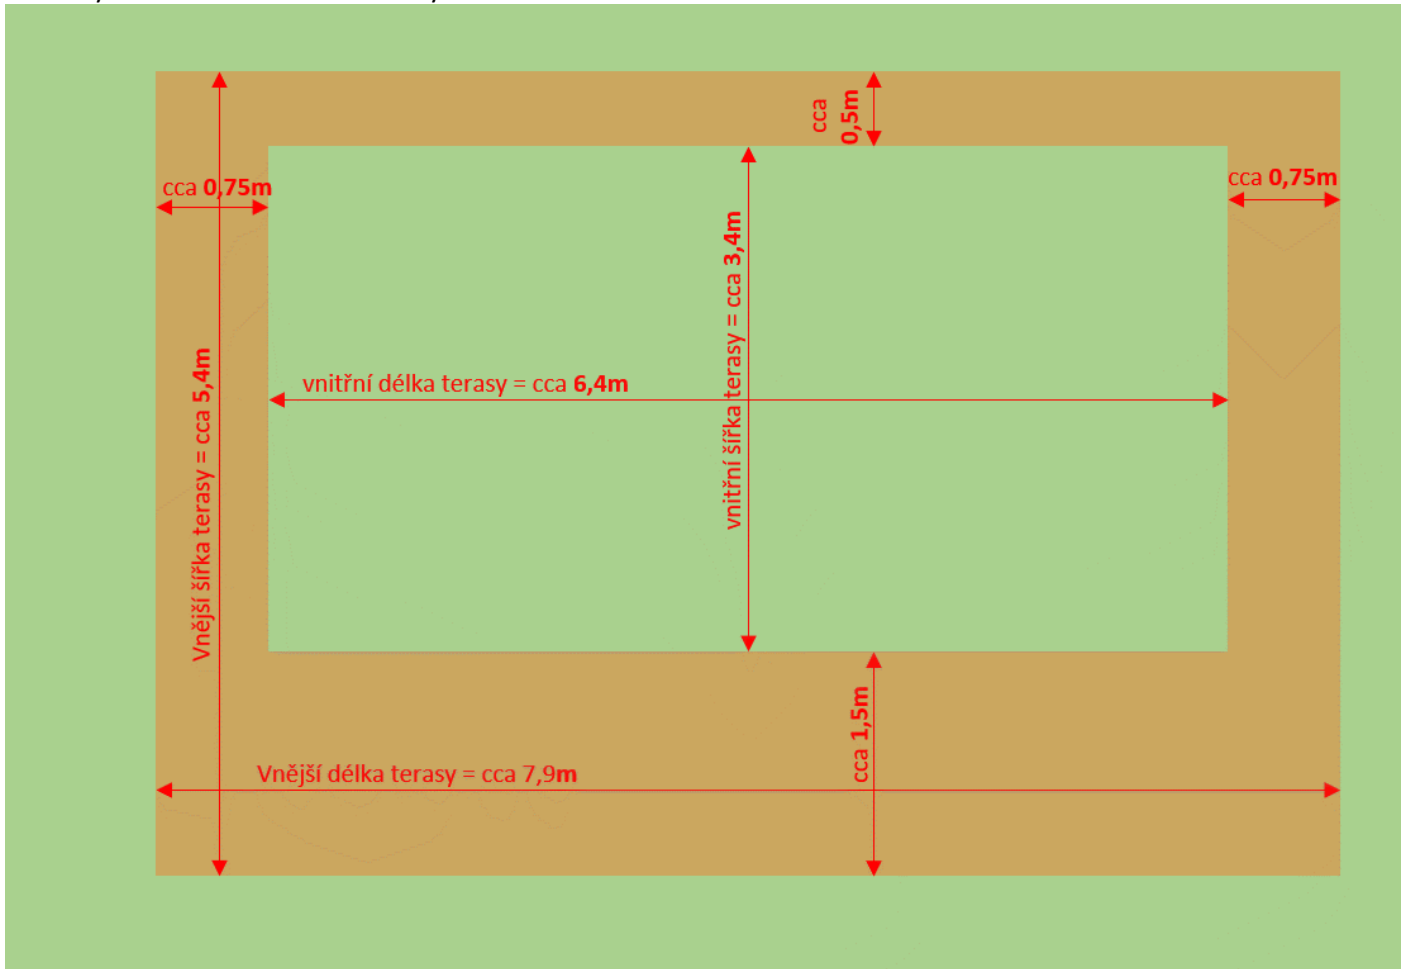 cca
0,5m
cca 0,75m
cca 0,75m
vnitřní šířka terasy = cca 3,4m
vnitřní délka terasy = cca 6,4m
Vnější šířka terasy = cca 5,4m
cca 1,5m
Vnější délka terasy = cca 7,9m